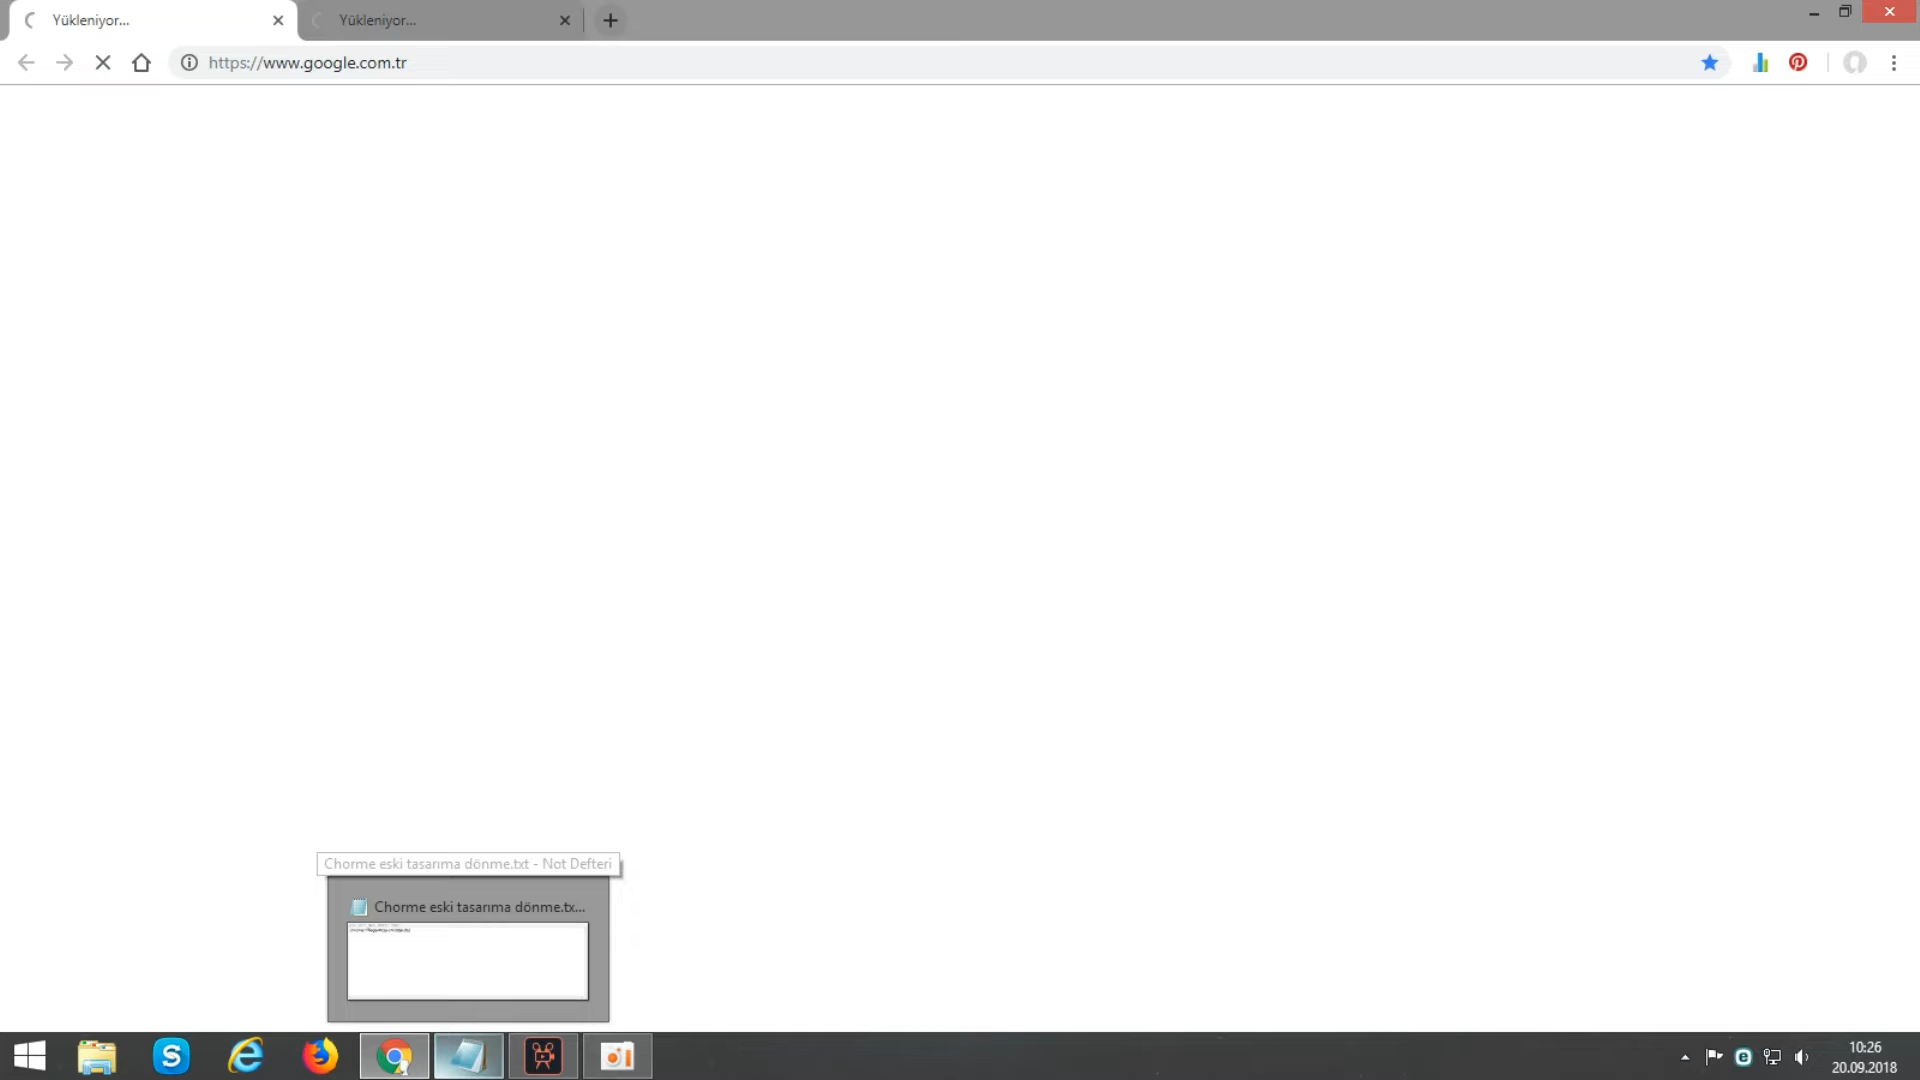 Yükleniyor...
Yükleniyor...
https://www.google.com.tr
Chorme eski tasarıma dönme.txt - Not Defteri
Chorme eski tasarıma dönme.tx...
10:26
20.09.2018